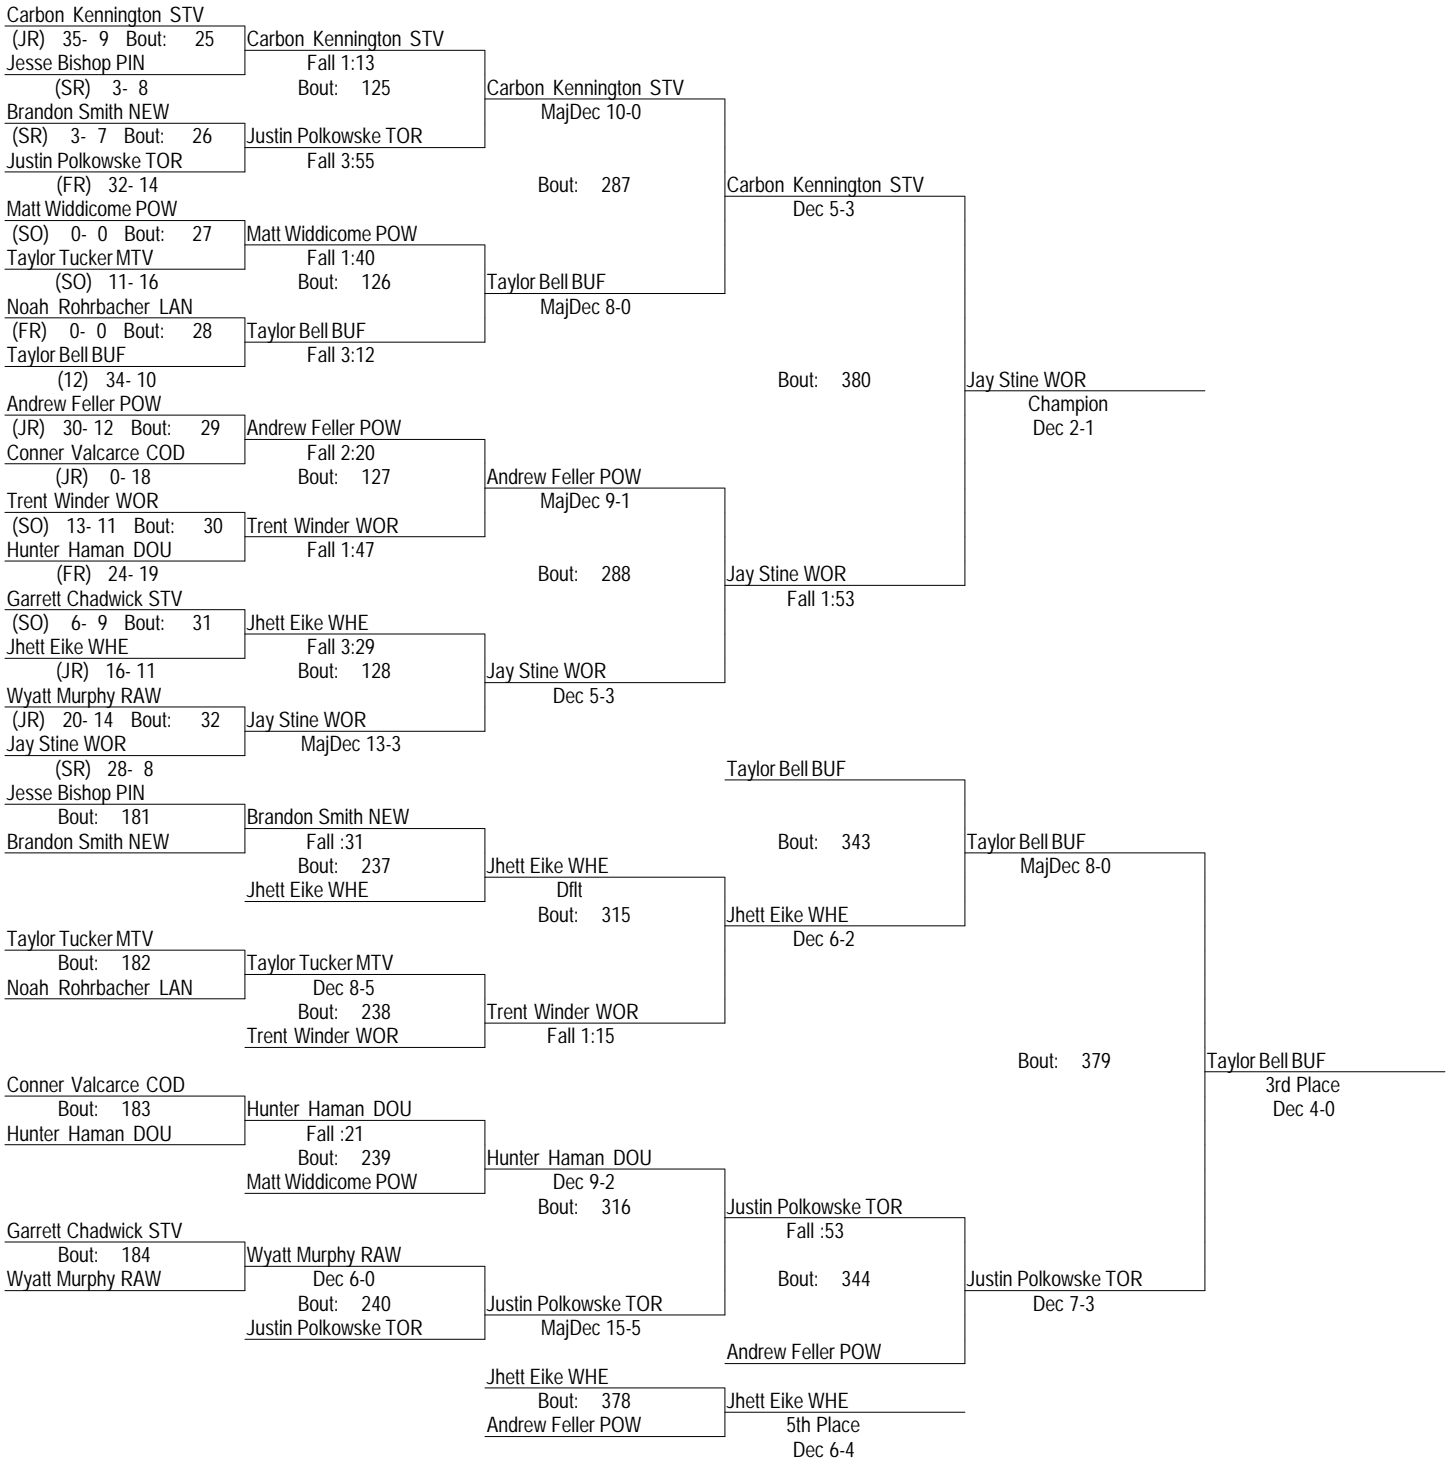 Carbon Kennington STV
(JR) 35- 9 Bout: 25 Carbon Kennington STV
Jesse Bishop PIN Fall 1:13
(SR) 3- 8 Bout: 125 Carbon Kennington STV
Brandon Smith NEW MajDec 10-0
(SR) 3- 7 Bout: 26 Justin Polkowske TOR
Justin Polkowske TOR Fall 3:55
(FR) 32- 14 Bout: 287 Carbon Kennington STV
Matt Widdicome POW Dec 5-3
(SO) 0- 0 Bout: 27 Matt Widdicome POW
Taylor Tucker MTV Fall 1:40
(SO) 11- 16 Bout: 126 Taylor Bell BUF
Noah Rohrbacher LAN MajDec 8-0
(FR) 0- 0 Bout: 28 Taylor Bell BUF
Taylor Bell BUF Fall 3:12
(12) 34- 10 Bout: 380 Jay Stine WOR
Andrew Feller POW Champion
(JR) 30- 12 Bout: 29 Andrew Feller POW Dec 2-1
Conner Valcarce COD Fall 2:20
(JR) 0- 18 Bout: 127 Andrew Feller POW
Trent Winder WOR MajDec 9-1
(SO) 13- 11 Bout: 30 Trent Winder WOR
Hunter Haman DOU Fall 1:47
(FR) 24- 19 Bout: 288 Jay Stine WOR
Garrett Chadwick STV Fall 1:53
(SO) 6- 9 Bout: 31 Jhett Eike WHE
Jhett Eike WHE Fall 3:29
(JR) 16- 11 Bout: 128 Jay Stine WOR
Wyatt Murphy RAW Dec 5-3
(JR) 20- 14 Bout: 32 Jay Stine WOR
Jay Stine WOR MajDec 13-3
(SR) 28- 8 Taylor Bell BUF
Jesse Bishop PIN
Bout: 181 Brandon Smith NEW
Brandon Smith NEW Fall :31 Bout: 343 Taylor Bell BUF
Bout: 237 Jhett Eike WHE MajDec 8-0
Jhett Eike WHE Dflt
Bout: 315 Jhett Eike WHE
Taylor Tucker MTV Dec 6-2
Bout: 182 Taylor Tucker MTV
Noah Rohrbacher LAN Dec 8-5
Bout: 238 Trent Winder WOR
Trent Winder WOR Fall 1:15
Bout: 379 Taylor Bell BUF
Conner Valcarce COD 3rd Place
Bout: 183 Hunter Haman DOU Dec 4-0
Hunter Haman DOU Fall :21
Bout: 239 Hunter Haman DOU
Matt Widdicome POW Dec 9-2
Bout: 316 Justin Polkowske TOR
Garrett Chadwick STV Fall :53
Bout: 184 Wyatt Murphy RAW
Wyatt Murphy RAW Dec 6-0 Bout: 344 Justin Polkowske TOR
Bout: 240 Justin Polkowske TOR Dec 7-3
Justin Polkowske TOR MajDec 15-5
Andrew Feller POW
Jhett Eike WHE
Bout: 378 Jhett Eike WHE
Andrew Feller POW 5th Place
Dec 6-4